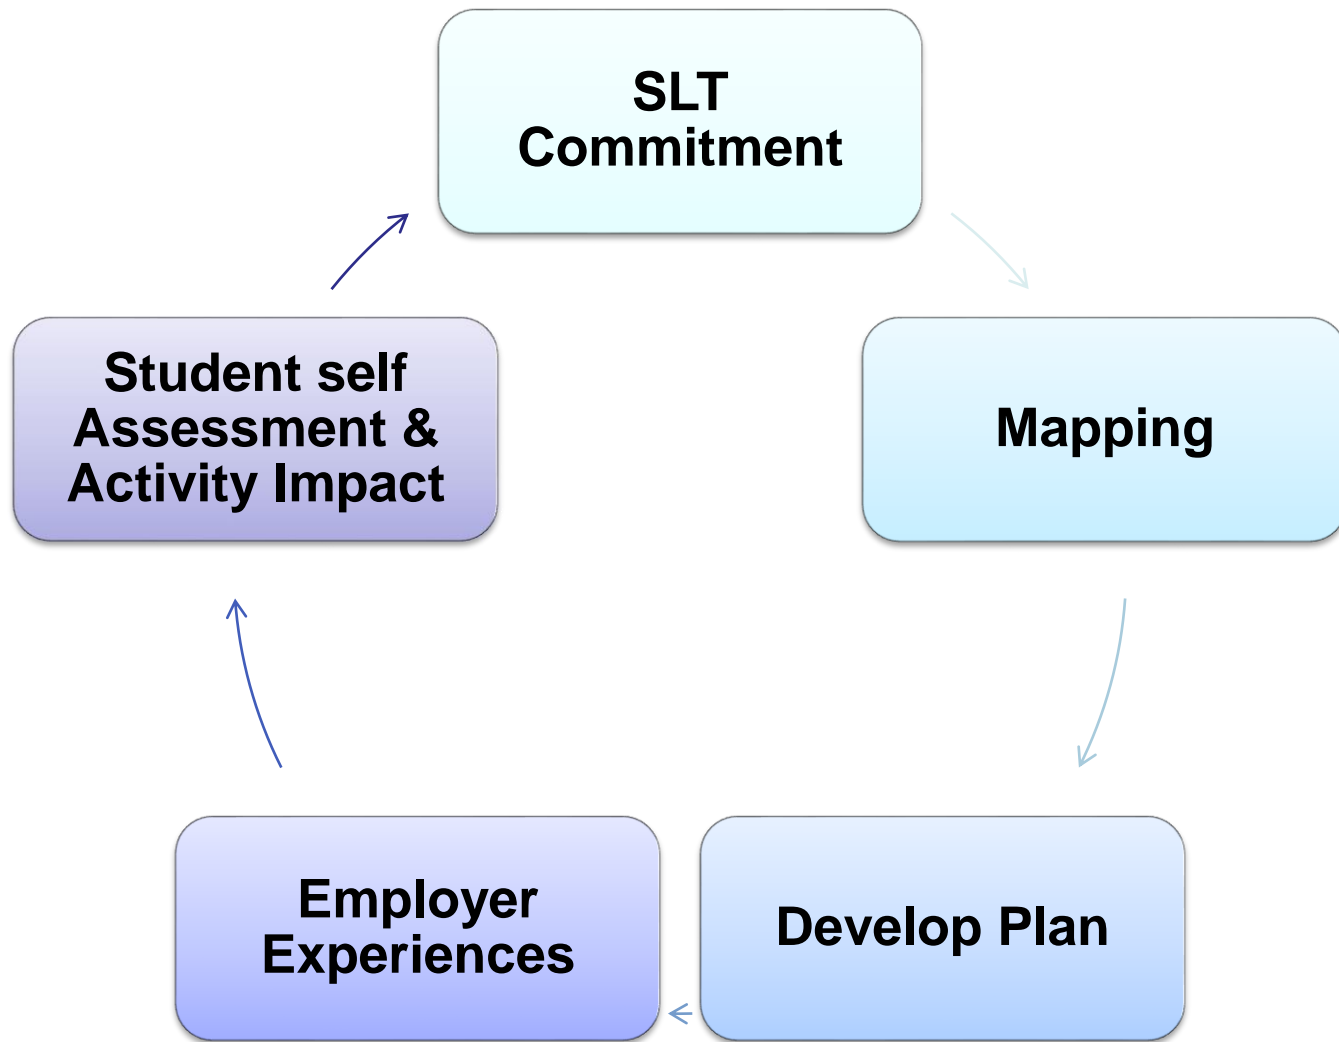 SLT
Commitment
Mapping
Develop Plan
Employer
Experiences
Student self
Assessment &
Activity Impact